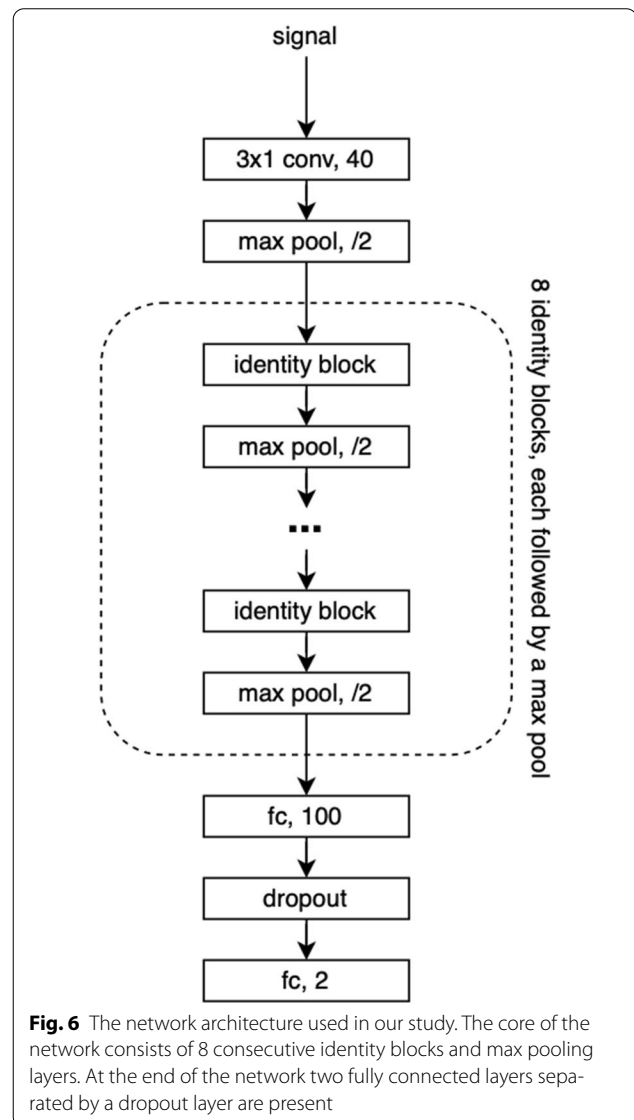 signal
3x1 conv, 40
max pool, /2
identity block
max pool, /2
...
identity block
max pool, /2
8 identity blocks, each followed by a max pool
fc, 100
dropout
fc, 2
Fig. 6 The network architecture used in our study. The core of the
network consists of 8 consecutive identity blocks and max pooling
layers. At the end of the network two fully connected layers sepa-
rated by a dropout layer are present